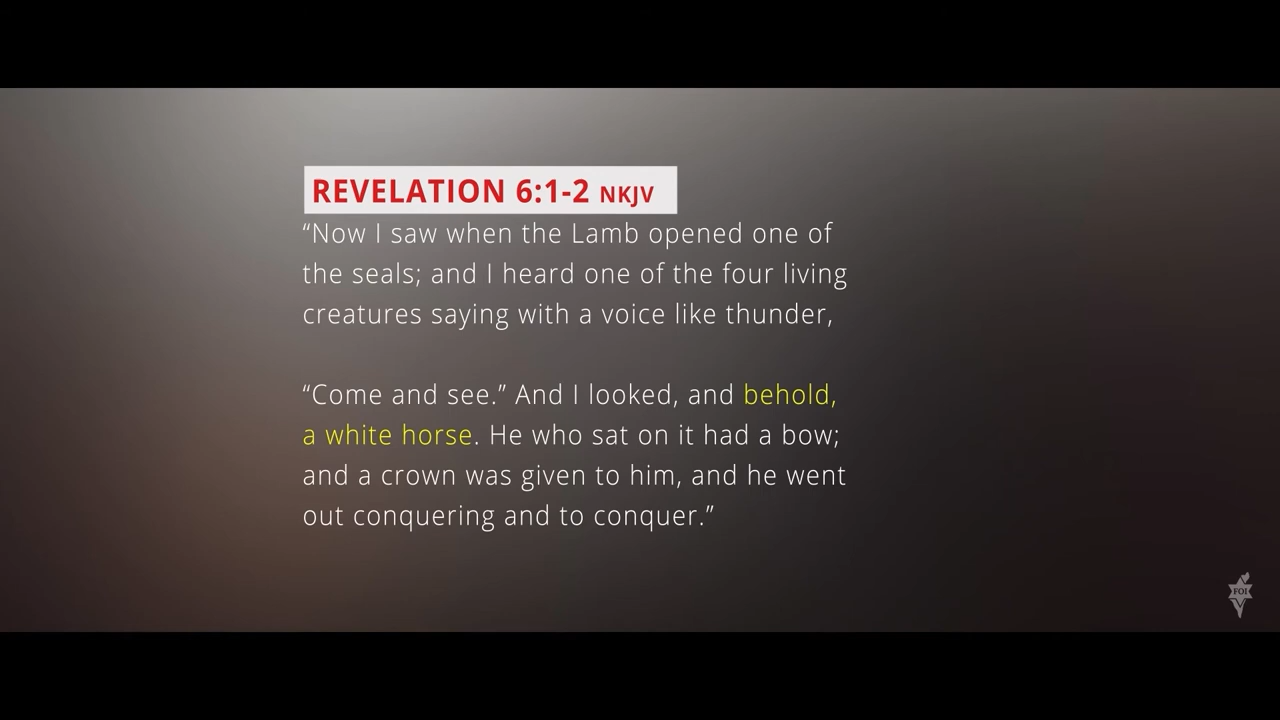 REVELATION 6:1-2 NKJV
“Now I saw when the Lamb opened one of
the seals; and I heard one of the four living
creatures saying with a voice like thunder,
“Come and see.” And I looked, and behold,
a white horse. He who sat on it had a bow;
and a crown was given to him, and he went
out conquering and to conquer.”
FOI